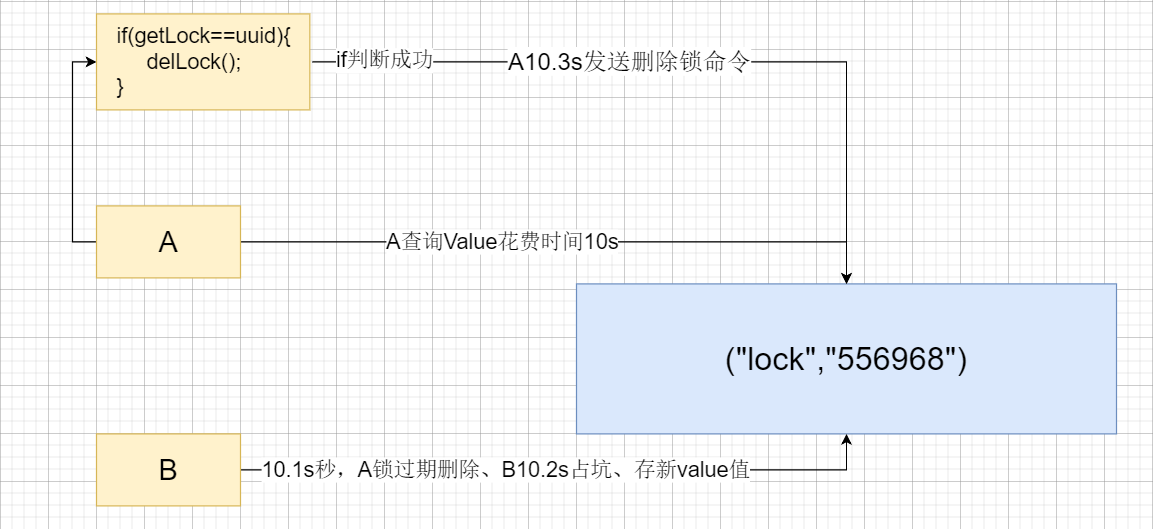 if(getLock==uuid){
delLock();
}
if判断成功
A10.3s发送删除锁命令
A
A查询Value花费时间10s
("lock","556968")
B
10.1s秒，A锁过期删除、B10.2s占坑、存新value值